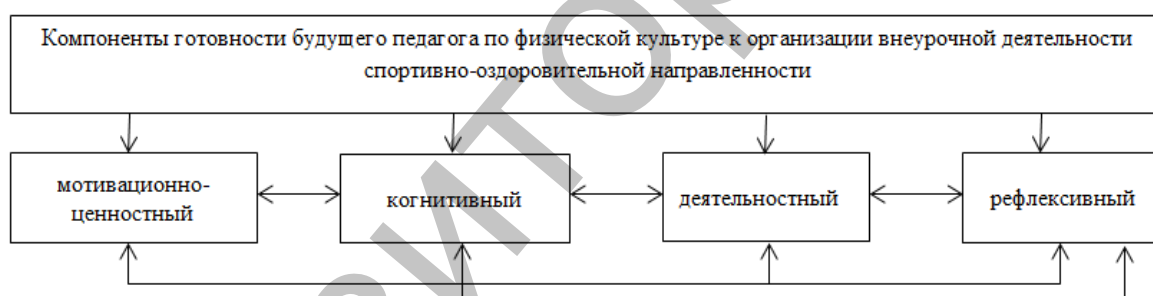 Компоненты готовности будущего педагога по физической культуре к организации внеурочной деятельности
спортивно-оздоровительной направленности
мотивационно-
ценностный
когнитивный
деятельностный
рефлексивный